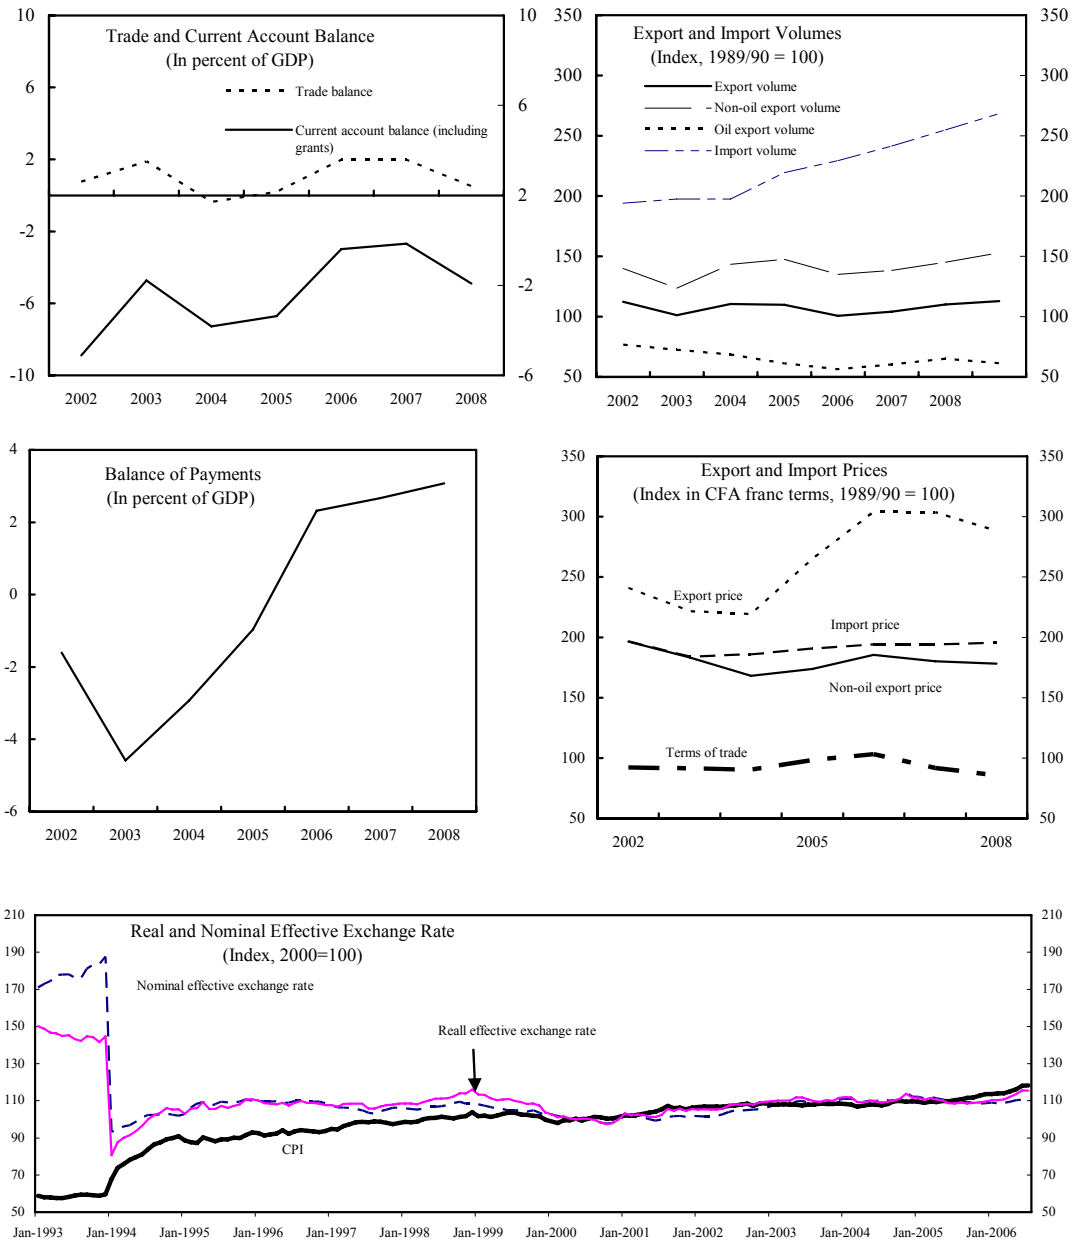 Trade and Current Account Balance
(In percent of GDP)
Trade balance
Current account balance (including
grants)
10
6
2
-2
-6
-10
10
6
2
-2
-6
2002 2003 2004 2005 2006 2007 2008
Export and Import Volumes
(Index, 1989/90 = 100)
Export volume
Non-oil export volume
Oil export volume
Import volume
350
300
250
200
150
100
50
350
300
250
200
150
100
50
2002 2003 2004 2005 2006 2007 2008
Balance of Payments
(In percent of GDP)
4
2
0
-2
-4
-6
2002 2003 2004 2005 2006 2007 2008
Export and Import Prices
(Index in CFA franc terms, 1989/90 = 100)
Export price
Import price
Non-oil export price
Terms of trade
350
300
250
200
150
100
50
350
300
250
200
150
100
50
2002 2005 2008
Real and Nominal Effective Exchange Rate
(Index, 2000=100)
Nominal effective exchange rate
Reall effective exchange rate
CPI
210
190
170
150
130
110
90
70
50
210
190
170
150
130
110
90
70
50
Jan-1993 Jan-1994 Jan-1995 Jan-1996 Jan-1997 Jan-1998 Jan-1999 Jan-2000 Jan-2001 Jan-2002 Jan-2003 Jan-2004 Jan-2005 Jan-2006